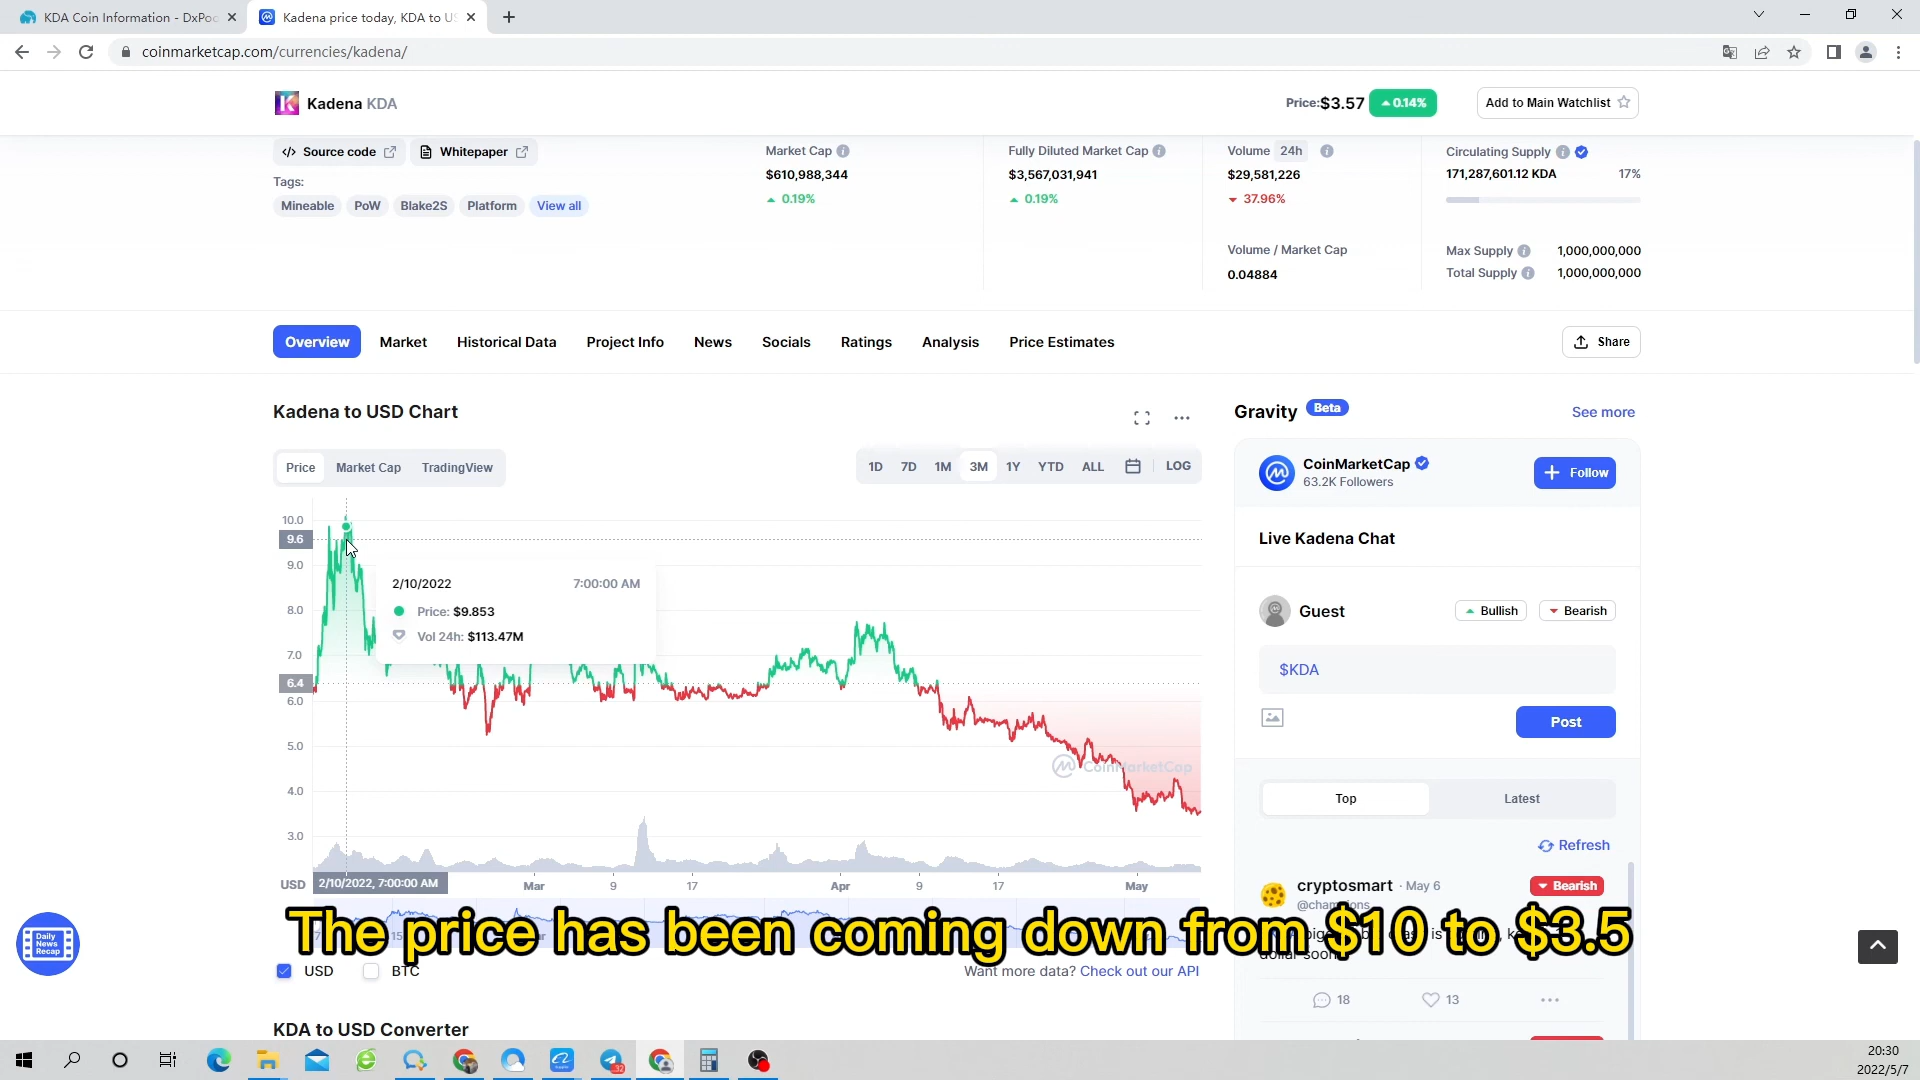 KDA Coin Information - DxPoo
Kadena price today, KDA to US
coinmarketcap.com/currencies/kadena/
Kadena KDA
Price:$3.57 0.14%
Add to Main Watchlist
Source code
Whitepaper
Tags:
Mineable PoW Blake2S Platform View all
Market Cap
$610,988,344
0.19%
Fully Diluted Market Cap
$3,567,031,941
0.19%
Volume 24h
$29,581,226
37.96%
Volume / Market Cap
0.04884
Circulating Supply
171,287,601.12 KDA 17%
Max Supply 1,000,000,000
Total Supply 1,000,000,000
Overview Market Historical Data Project Info News Socials Ratings Analysis Price Estimates
Share
Kadena to USD Chart
Price Market Cap TradingView
1D 7D 1M 3M 1Y YTD ALL LOG
10.0
9.6
9.0
8.0
7.0
6.4
6.0
5.0
4.0
3.0
2/10/2022 7:00:00 AM
Price: $9.853
Vol 24h: $113.47M
CoinMarketCap
USD 2/10/2022, 7:00:00 AM Mar 9 17 Apr 9 17 May
The price has been coming down from $10 to $3.5
USD BTC
Want more data? Check out our API
KDA to USD Converter
Gravity Beta
See more
CoinMarketCap
63.2K Followers
Follow
Live Kadena Chat
Guest
Bullish Bearish
$KDA
Post
Top Latest
Refresh
cryptosmart · May 6
Bearish
dollar soon
18 13
Daily
News
Recap
32
20:30
2022/5/7